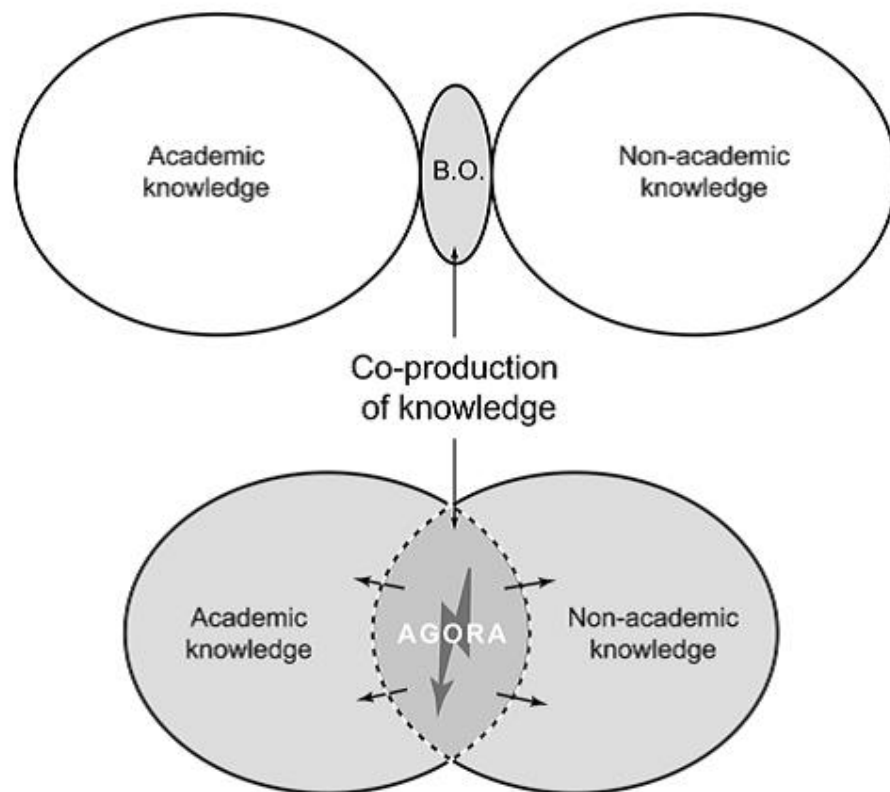 Academic
knowledge
B.O.
Non-academic
knowledge
Co-production
of knowledge
Academic
knowledge
AGORA
Non-academic
knowledge